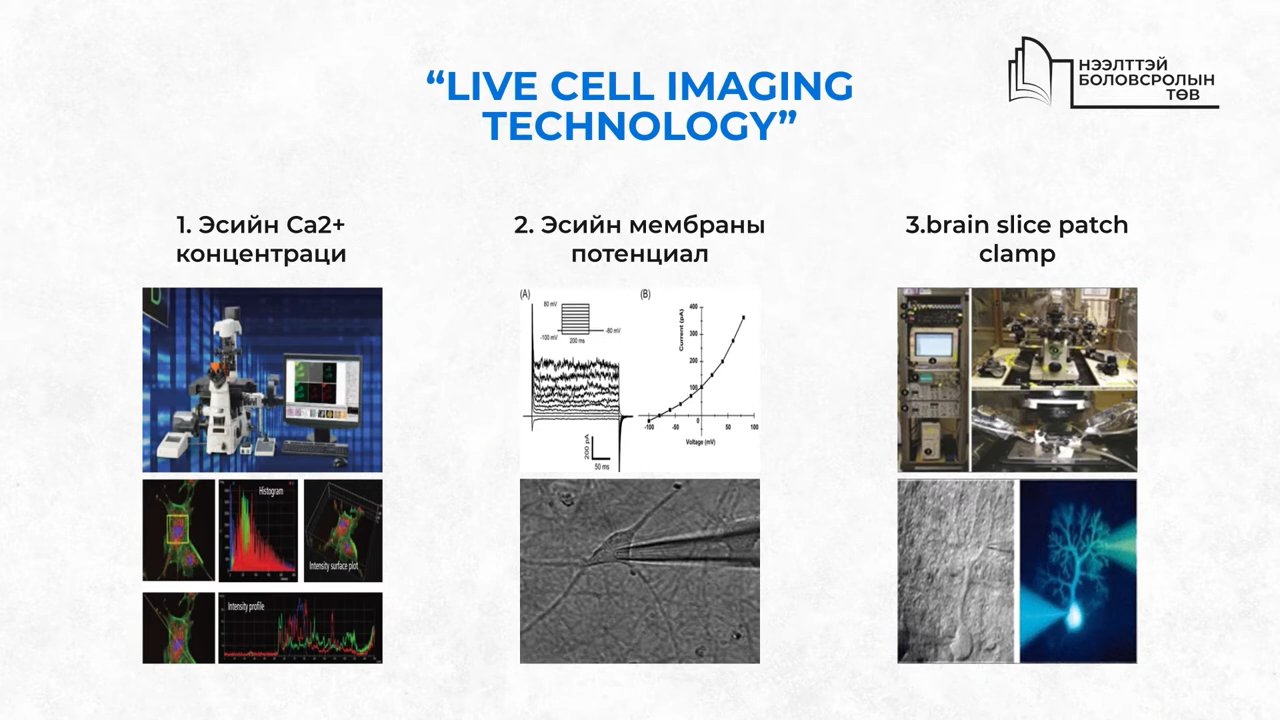 “LIVE CELL IMAGING
TECHNOLOGY”
НЭЭЛТТЭЙ
БОЛОВСРОЛЫН
ТӨВ
1. Эсийн Ca2+
концентраци
2. Эсийн мембраны
потенциал
3.brain slice patch
clamp
(A)
80 mV
-100 mV
-80 mV
200 ms
200 pA
50 ms
(B)
Current (pA)
400
300
200
100
-100
-50
0
50
100
Voltage (mV)
Histogram
Intensity surface plot
Intensity profile